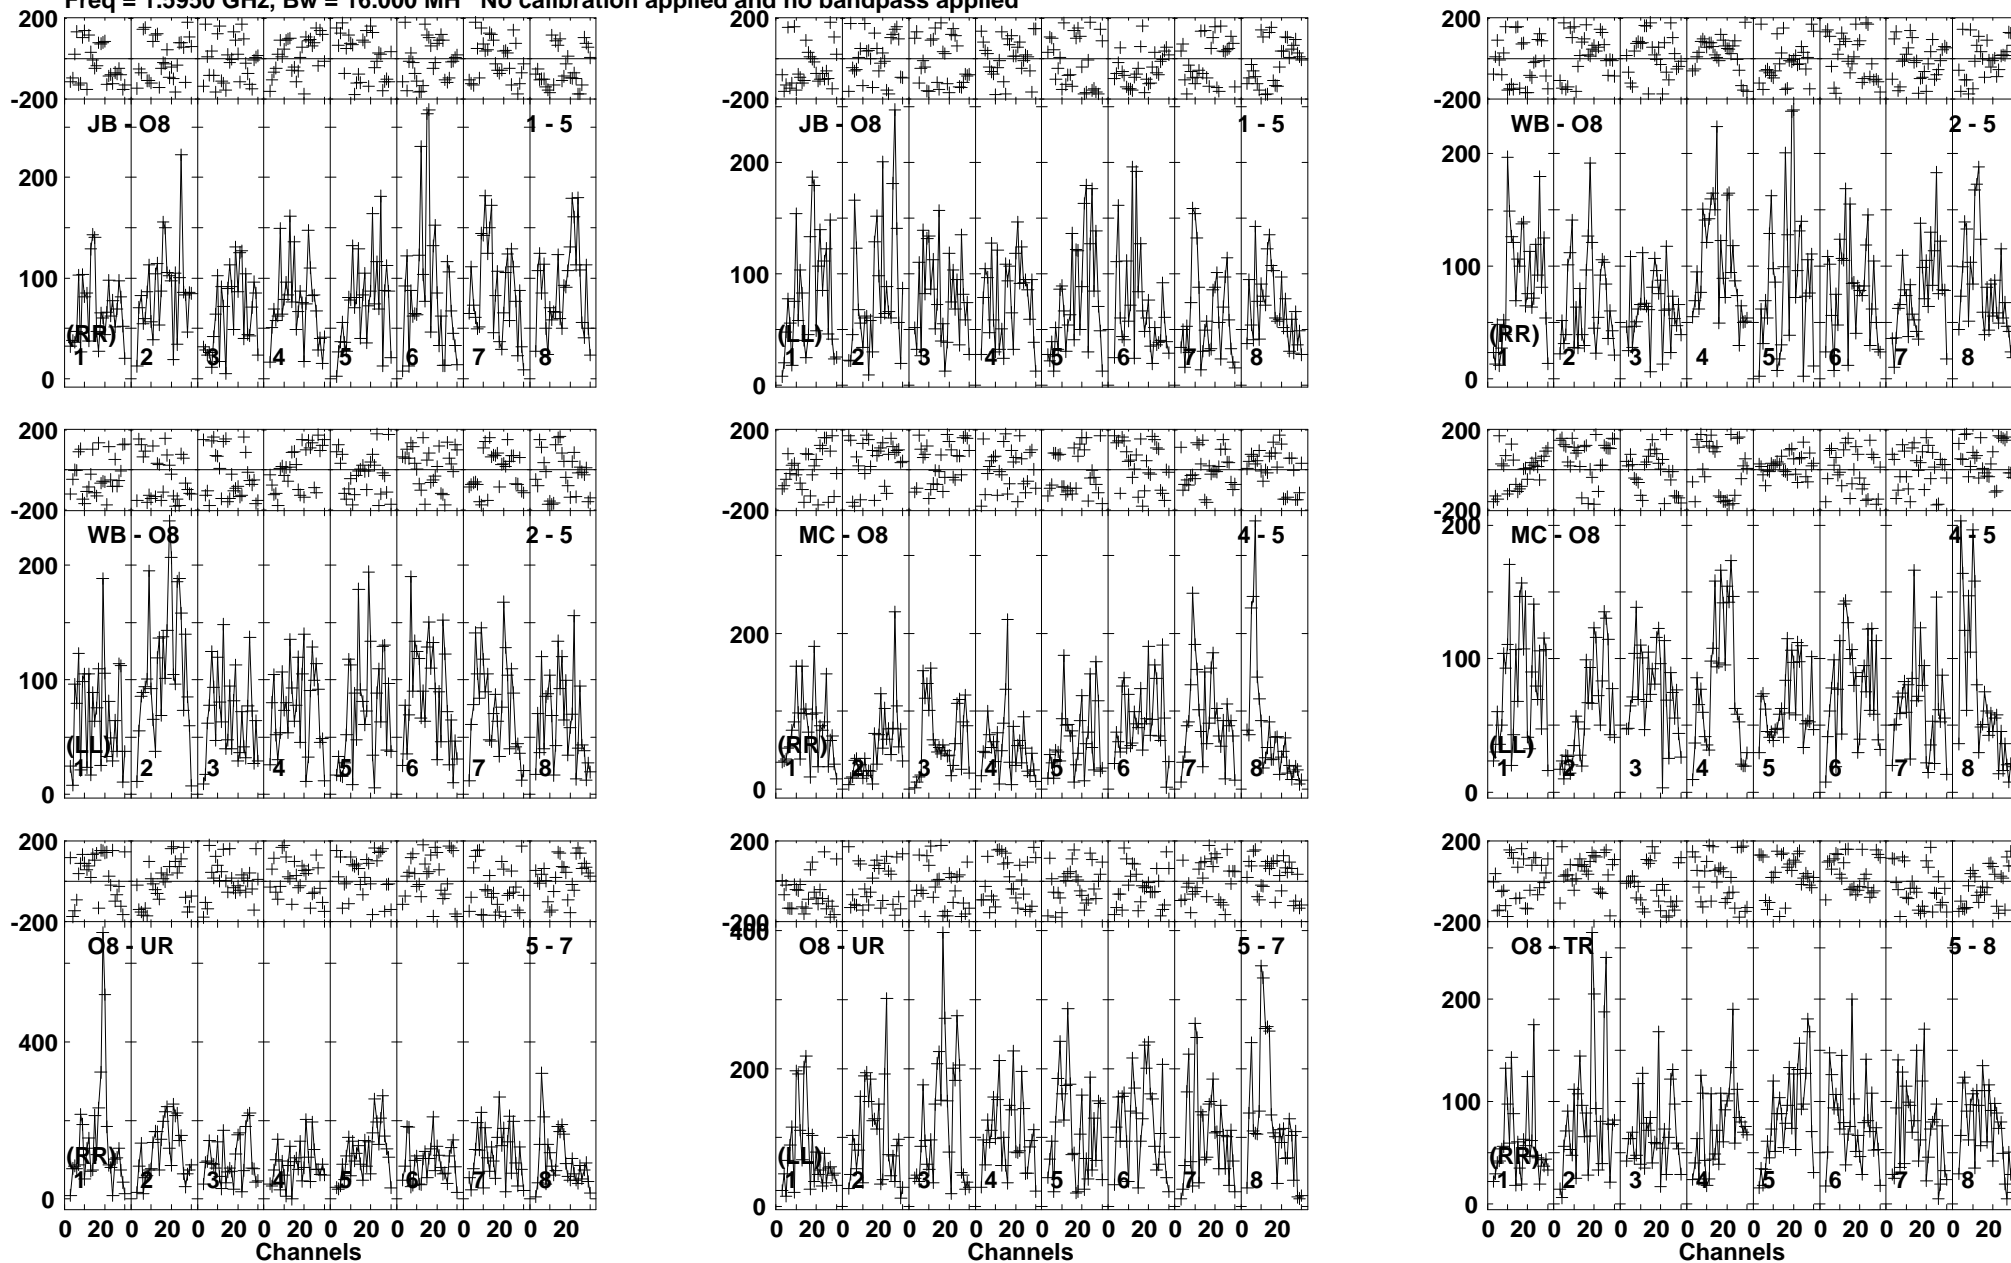 Freq = 1.5950 GHz, Bw = 16.000 MH No calibration applied and no bandpass applied
200 200 200
-200 -200 -200
JB - O8 1 - 5 JB - O8 1 - 5 WB - O8 2 - 5
200 200 200
100 100 100
(RR) (LL) (RR)
1 2 3 4 5 6 7 8 1 2 3 4 5 6 7 8 1 2 3 4 5 6 7 8
0 0 0
200 200 200
-200 -200 -200
WB - O8 2 - 5 MC - O8 4 - 5 MC - O8 4 - 5
200 200 200
100 100
(LL) (RR) (LL)
1 2 3 4 5 6 7 8 1 2 3 4 5 6 7 8 1 2 3 4 5 6 7 8
0 0 0
200 200 200
-200 -200 -200
400
O8 - UR 5 - 7 O8 - UR 5 - 7 O8 - TR 5 - 8
400 200 200
100
(RR) (LL) (RR)
1 2 3 4 5 6 7 8 1 2 3 4 5 6 7 8 1 2 3 4 5 6 7 8
0 0 0
0 20 0 20 0 20 0 20 0 20 0 20 0 20 0 20 0 20 0 20 0 20 0 20 0 20 0 20 0 20 0 20 0 20 0 20 0 20 0 20 0 20 0 20 0 20 0 20
Channels Channels Channels